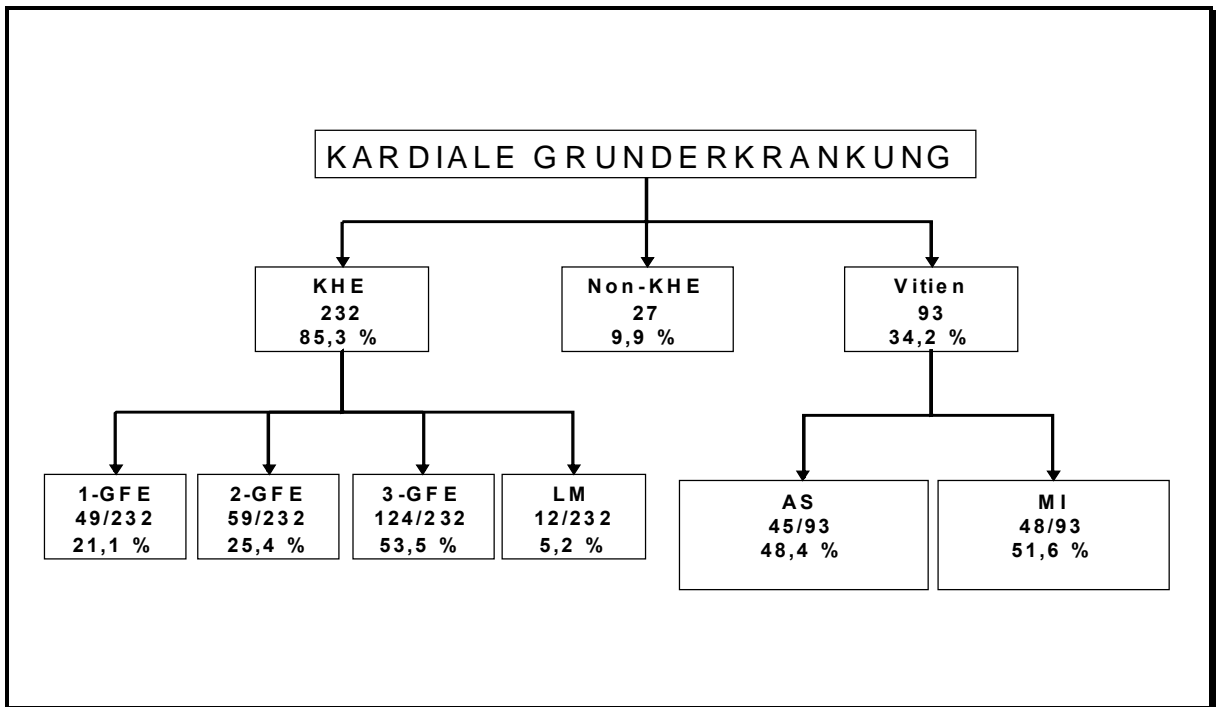 KARDIALE GRUNDERKRANKUNG
KHE
232
85,3 %
Non-KHE
27
9,9 %
Vitien
93
34,2 %
1-GFE
49/232
21,1 %
2-GFE
59/232
25,4 %
3-GFE
124/232
53,5 %
LM
12/232
5,2 %
AS
45/93
48,4 %
MI
48/93
51,6 %